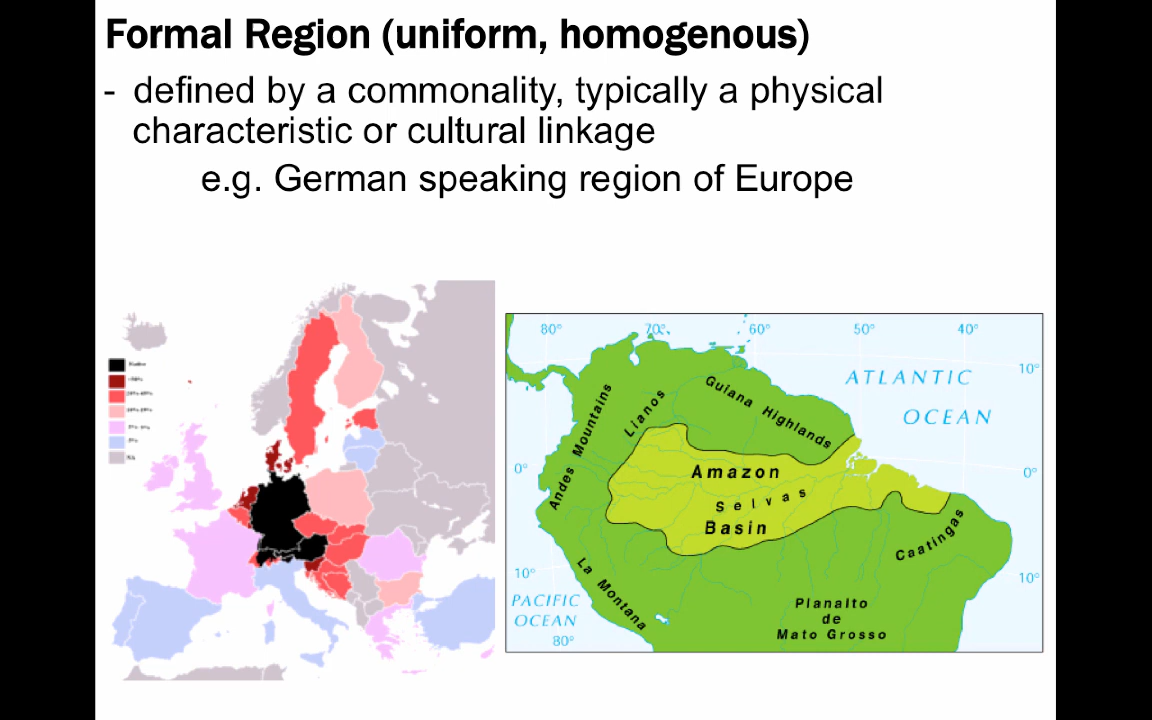 Formal Region (uniform, homogenous)
- defined by a commonality, typically a physical
characteristic or cultural linkage
e.g. German speaking region of Europe
80°
70°
60°
50°
40°
10°
ATLANTIC
OCEAN
Guiana Highlands
Llanos
Andes Mountains
0°
0°
Amazon
Selvas
Basin
Caatingas
La Montana
10°
10°
PACIFIC
OCEAN
80°
Planalto
de
Mato Grosso